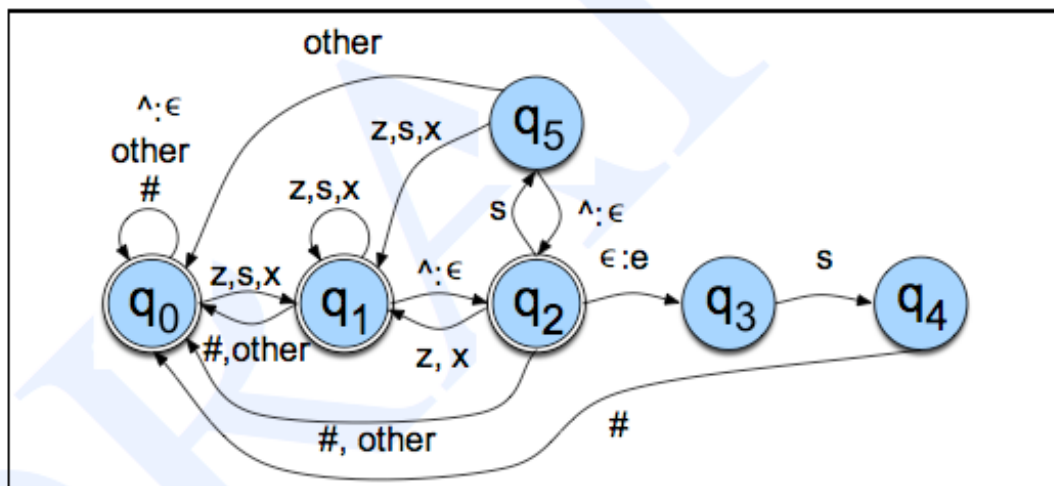 other
^:ϵ
other
#
z,s,x
q5
z,s,x
s
^:ϵ
ϵ:e
s
z,s,x
^:ϵ
q0
q1
q2
q3
q4
#,other
z, x
#, other
#